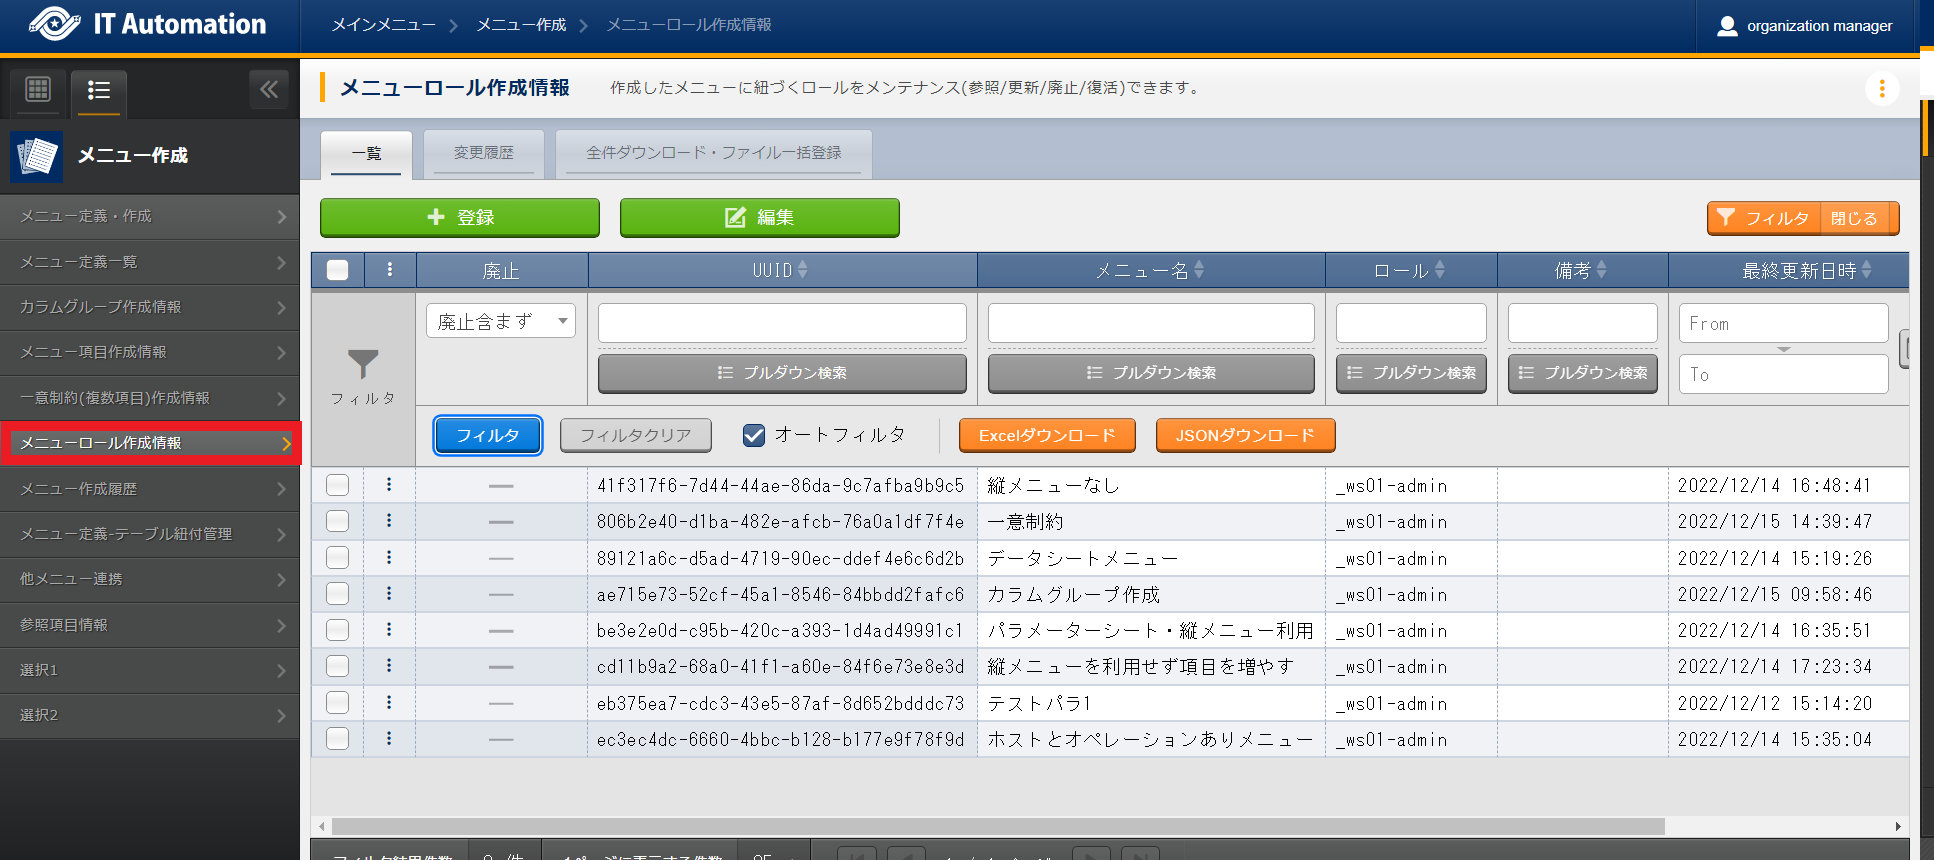 IT Automation
メインメニュー
メニュー作成
メニューロール作成情報
organization manager
メニュー作成
メニュー定義・作成
メニュー定義一覧
カラムグループ作成情報
メニュー項目作成情報
一意制約(複数項目)作成情報
メニューロール作成情報
メニュー作成履歴
メニュー定義-テーブル紐付管理
他メニュー連携
参照項目情報
選択1
選択2
メニューロール作成情報 作成したメニューに紐づくロールをメンテナンス(参照/更新/廃止/復活)できます。
一覧 変更履歴 全件ダウンロード・ファイル一括登録
登録 編集 フィルタ 閉じる
廃止 UUID メニュー名 ロール 備考 最終更新日時
フィルタ
廃止含まず From
プルダウン検索 プルダウン検索 プルダウン検索 プルダウン検索 To
フィルタ フィルタクリア オートフィルタ Excelダウンロード JSONダウンロード
41f317f6-7d44-44ae-86da-9c7afba9b9c5 縦メニューなし _ws01-admin 2022/12/14 16:48:41
806b2e40-d1ba-482e-afcb-76a0a1df7f4e 一意制約 _ws01-admin 2022/12/15 14:39:47
89121a6c-d5ad-4719-90ec-ddef4e6c6d2b データシートメニュー _ws01-admin 2022/12/14 15:19:26
ae715e73-52cf-45a1-8546-84bbdd2fafc6 カラムグループ作成 _ws01-admin 2022/12/15 09:58:46
be3e2e0d-c95b-420c-a393-1d4ad49991c1 パラメーターシート・縦メニュー利用 _ws01-admin 2022/12/14 16:35:51
cd11b9a2-68a0-41f1-a60e-84f6e73e8e3d 縦メニューを利用せず項目を増やす _ws01-admin 2022/12/14 17:23:34
eb375ea7-cdc3-43e5-87af-8d652bdddc73 テストパラ1 _ws01-admin 2022/12/12 15:14:20
ec3ec4dc-6660-4bbc-b128-b177e9f78f9d ホストとオペレーションありメニュー _ws01-admin 2022/12/14 15:35:04